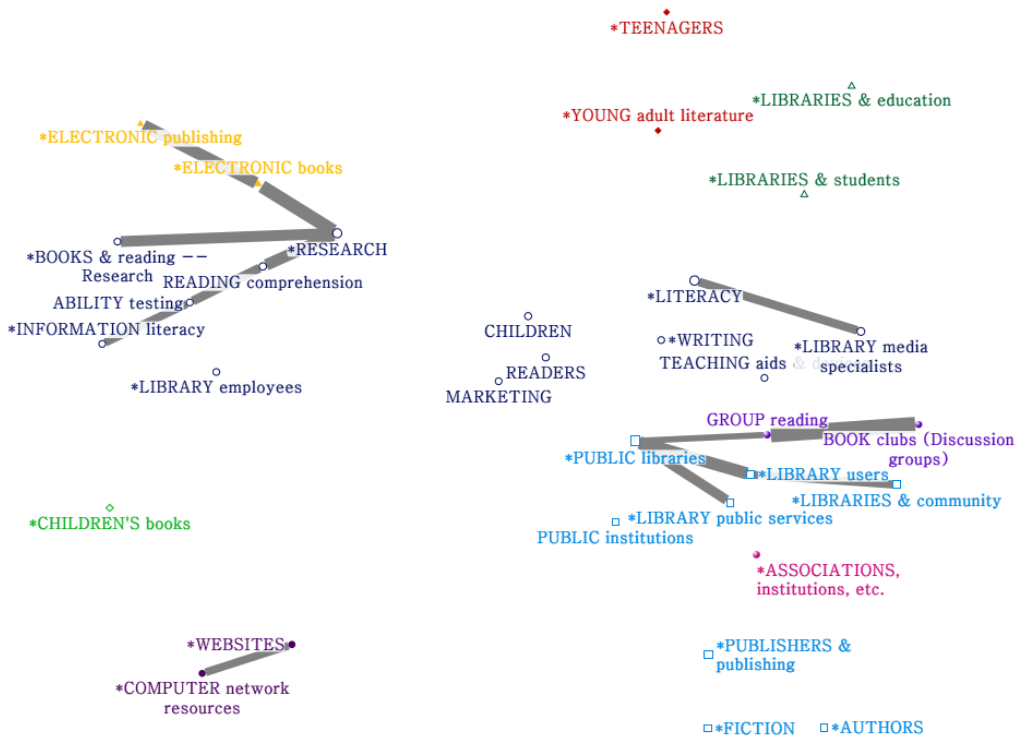 *TEENAGERS
*LIBRARIES & education
*YOUNG adult literature
*ELECTRONIC publishing
*ELECTRONIC books
*LIBRARIES & students
*RESEARCH
*BOOKS & reading --
Research
READING comprehension
ABILITY testing
*INFORMATION literacy
*LITERACY
CHILDREN
*WRITING
*LIBRARY media
specialists
TEACHING aids &
READERS
*LIBRARY employees
MARKETING
GROUP reading
BOOK clubs (Discussion
groups)
*PUBLIC libraries
*LIBRARY users
*LIBRARIES & community
*LIBRARY public services
*CHILDREN'S books
PUBLIC institutions
*ASSOCIATIONS,
institutions, etc.
*WEBSITES
*PUBLISHERS &
publishing
*COMPUTER network
resources
*FICTION
*AUTHORS